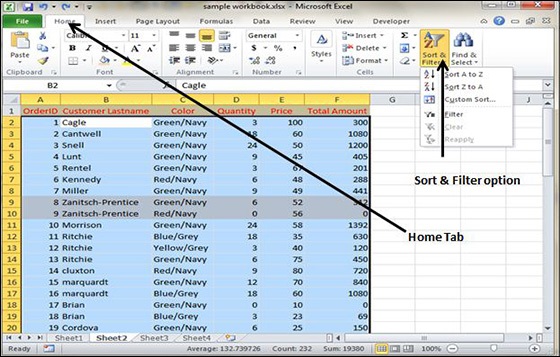 sample workbook.xlsx - Microsoft Excel
File Home Insert Page Layout Formulas Data Review View
Paste
Calibri 11
B I U
General
$ % ,
Styles
Insert
Delete
Format
Σ
Sort & Filter
Find & Select
Clipboard Font Alignment Number Cells
Sort A to Z
Sort Z to A
Custom Sort...
Filter
Clear
Reapply
B2 fx Cagle
A B C D E F G H
1 OrderID Customer Lastname Color Quantity Price Total Amount
2 1 Cagle Green/Navy 3 100 300
3 2 Cantwell Green/Navy 18 60 1080
4 3 Snell Green/Navy 24 50 1200
5 4 Lunt Green/Navy 9 45 405
6 5 Rentel Green/Navy 3 67 201
7 6 Kennedy Red/Navy 6 48 288
8 7 Miller Green/Navy 9 49 441
9 8 Zanitsch-Prentice Green/Navy 6 52 312
10 9 Zanitsch-Prentice Red/Navy 0 56 0
11 10 Morrison Green/Navy 24 58 1392
12 11 Ritchie Blue/Grey 18 35 630
13 12 Ritchie Yellow/Grey 3 40 120
14 13 Ritchie Green/Navy 6 75 450
15 14 cluxton Red/Navy 9 80 720
16 15 marquardt Green/Navy 12 70 840
17 16 marquardt Blue/Grey 18 60 1080
18 17 Brian Green/Navy 0 10 0
19 18 Brian Blue/Grey 3 23 69
20 19 Cordova Green/Navy 6 25 150
Sort & Filter option
Home Tab
Sheet1 Sheet2 Sheet3 Sheet4
Ready Average: 132.739726 Count: 232 Sum: 19380 100%